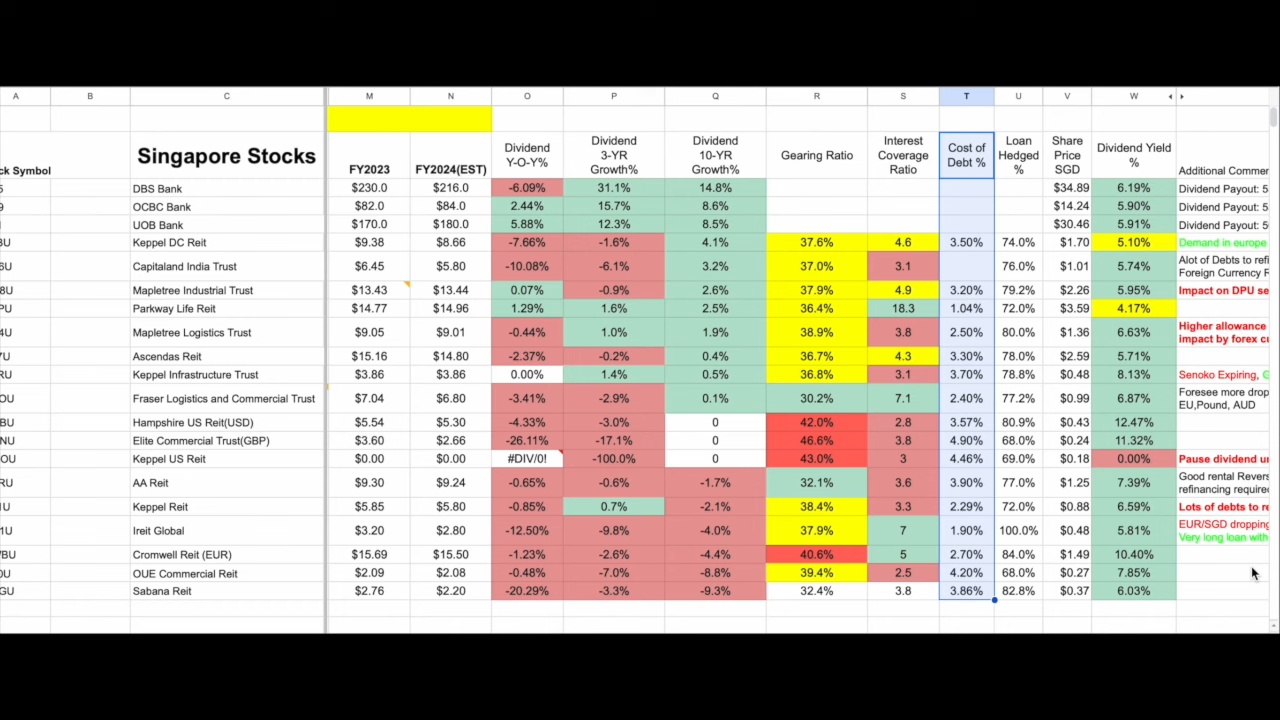 A B C M N O P Q R S T U V W
Singapore Stocks
ck Symbol FY2023 FY2024(EST) Dividend Y-O-Y% Dividend 3-YR Growth% Dividend 10-YR Growth% Gearing Ratio Interest Coverage Ratio Cost of Debt % Loan Hedged % Share Price SGD Dividend Yield % Additional Commer
5 DBS Bank $230.0 $216.0 -6.09% 31.1% 14.8% $34.89 6.19% Dividend Payout: 5
9 OCBC Bank $82.0 $84.0 2.44% 15.7% 8.6% $14.24 5.90% Dividend Payout: 5
1 UOB Bank $170.0 $180.0 5.88% 12.3% 8.5% $30.46 5.91% Dividend Payout: 5
BU Keppel DC Reit $9.38 $8.66 -7.66% -1.6% 4.1% 37.6% 4.6 3.50% 74.0% $1.70 5.10% Demand in europe
6U Capitaland India Trust $6.45 $5.80 -10.08% -6.1% 3.2% 37.0% 3.1 76.0% $1.01 5.74% Alot of Debts to refi
Foreign Currency R
8U Mapletree Industrial Trust $13.43 $13.44 0.07% -0.9% 2.6% 37.9% 4.9 3.20% 79.2% $2.26 5.95% Impact on DPU se
PU Parkway Life Reit $14.77 $14.96 1.29% 1.6% 2.5% 36.4% 18.3 1.04% 72.0% $3.59 4.17%
4U Mapletree Logistics Trust $9.05 $9.01 -0.44% 1.0% 1.9% 38.9% 3.8 2.50% 80.0% $1.36 6.63% Higher allowance
impact by forex cu
7U Ascendas Reit $15.16 $14.80 -2.37% -0.2% 0.4% 36.7% 4.3 3.30% 78.0% $2.59 5.71%
RU Keppel Infrastructure Trust $3.86 $3.86 0.00% 1.4% 0.5% 36.8% 3.1 3.70% 78.8% $0.48 8.13% Senoko Expiring, G
OU Fraser Logistics and Commercial Trust $7.04 $6.80 -3.41% -2.9% 0.1% 30.2% 7.1 2.40% 77.2% $0.99 6.87% Foresee more drop
EU,Pound, AUD
BU Hampshire US Reit(USD) $5.54 $5.30 -4.33% -3.0% 0 42.0% 2.8 3.57% 80.9% $0.43 12.47%
NU Elite Commercial Trust(GBP) $3.60 $2.66 -26.11% -17.1% 0 46.6% 3.8 4.90% 68.0% $0.24 11.32%
OU Keppel US Reit $0.00 $0.00 #DIV/0! -100.0% 0 43.0% 3 4.46% 69.0% $0.18 0.00% Pause dividend un
RU AA Reit $9.30 $9.24 -0.65% -0.6% -1.7% 32.1% 3.6 3.90% 77.0% $1.25 7.39% Good rental Revers
refinancing require
1U Keppel Reit $5.85 $5.80 -0.85% 0.7% -2.1% 38.4% 3.3 2.29% 72.0% $0.88 6.59% Lots of debts to re
1U Ireit Global $3.20 $2.80 -12.50% -9.8% -4.0% 37.9% 7 1.90% 100.0% $0.48 5.81% EUR/SGD dropping
Very long loan with
WBU Cromwell Reit (EUR) $15.69 $15.50 -1.23% -2.6% -4.4% 40.6% 5 2.70% 84.0% $1.49 10.40%
0U OUE Commercial Reit $2.09 $2.08 -0.48% -7.0% -8.8% 39.4% 2.5 4.20% 68.0% $0.27 7.85%
GU Sabana Reit $2.76 $2.20 -20.29% -3.3% -9.3% 32.4% 3.8 3.86% 82.8% $0.37 6.03%